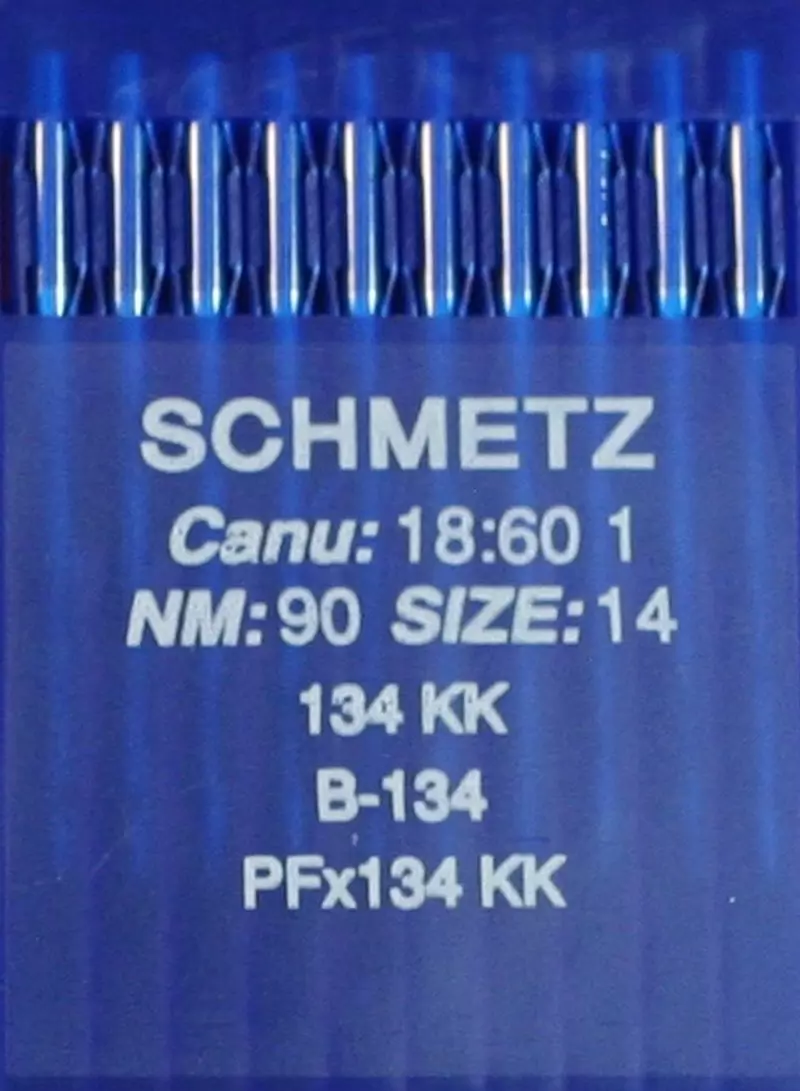 SCHMETZ
Canu: 18:60 1
NM: 90 SIZE: 14
134 KK
B-134
PFx134 KK